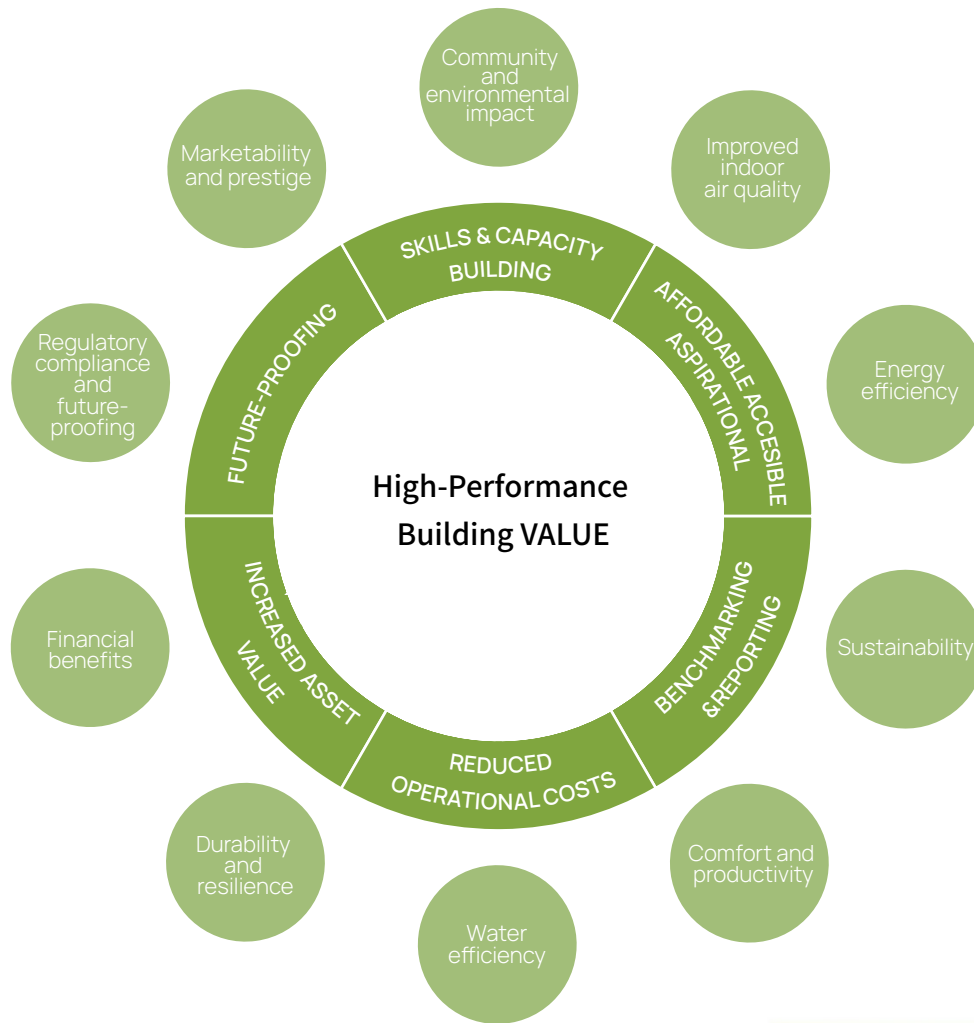 Community
and
environmental
impact
Improved
indoor
air quality
Energy
efficiency
Sustainability
Comfort and
productivity
Water
efficiency
Durability
and
resilience
Financial
benefits
Regulatory
compliance
and
future-
proofing
Marketability
and prestige
SKILLS & CAPACITY
BUILDING
AFFORDABLE ACCESIBLE
ASPIRATIONAL
BENCHMARKING
&REPORTING
REDUCED
OPERATIONAL COSTS
INCREASED ASSET
VALUE
FUTURE-PROOFING
High-Performance
Building VALUE